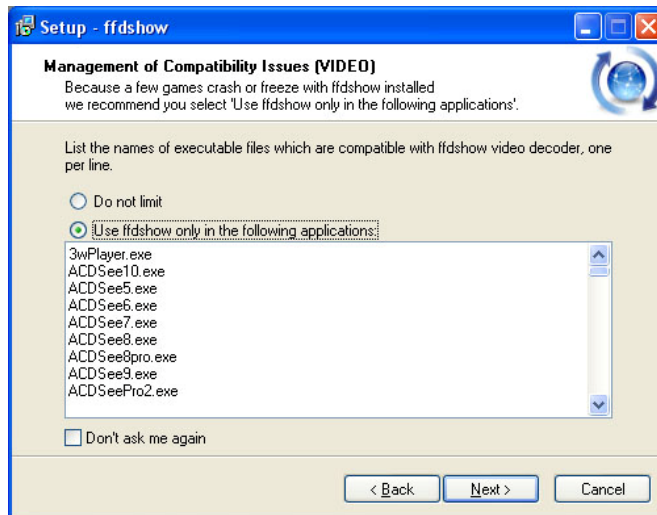 Setup - ffdshow
Management of Compatibility Issues (VIDEO)
Because a few games crash or freeze with ffdshow installed
we recommend you select 'Use ffdshow only in the following applications'.
List the names of executable files which are compatible with ffdshow video decoder, one
per line.
Do not limit
Use ffdshow only in the following applications:
3wPlayer.exe
ACDSee10.exe
ACDSee5.exe
ACDSee6.exe
ACDSee7.exe
ACDSee8.exe
ACDSee8pro.exe
ACDSee9.exe
ACDSeePro2.exe
Don't ask me again
< Back Next > Cancel